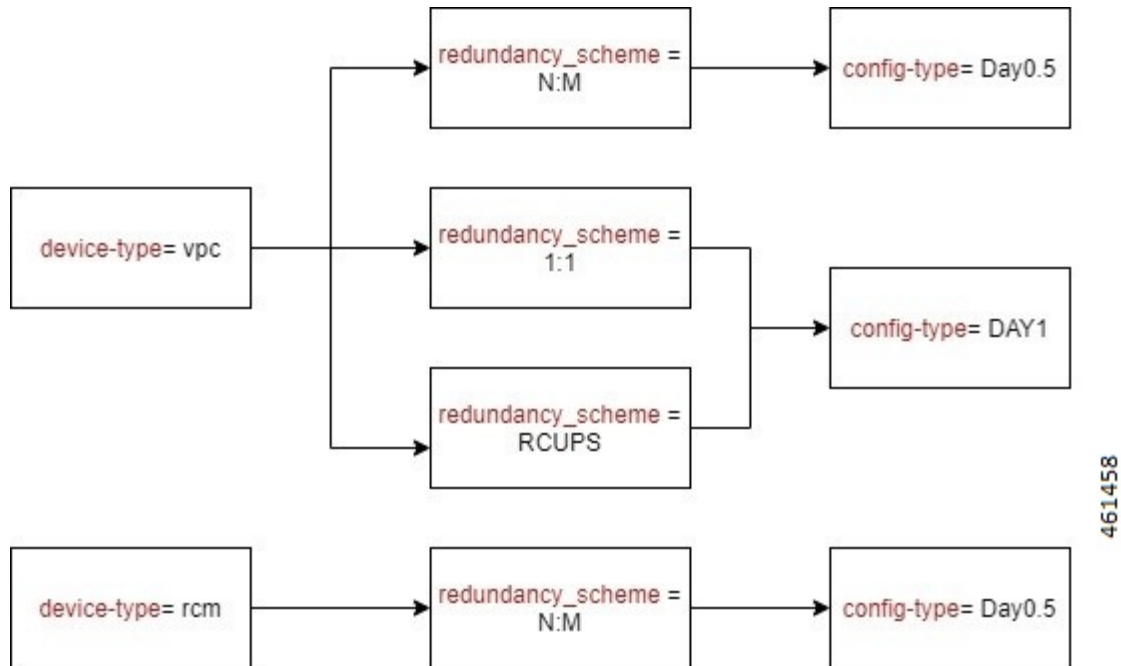 redundancy_scheme =
N:M
config-type= Day0.5
device-type= vpc
redundancy_scheme =
1:1
config-type= DAY1
redundancy_scheme =
RCUPS
461458
device-type= rcm
redundancy_scheme =
N:M
config-type= Day0.5